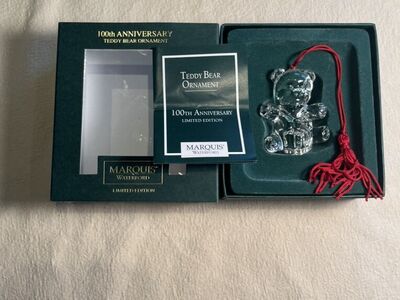 100th ANNIVERSARY
TEDDY BEAR ORNAMENT
MARQUIS®
WATERFORD
LIMITED EDITION
TEDDY BEAR
ORNAMENT
100TH ANNIVERSARY
LIMITED EDITION
MARQUIS®
WATERFORD